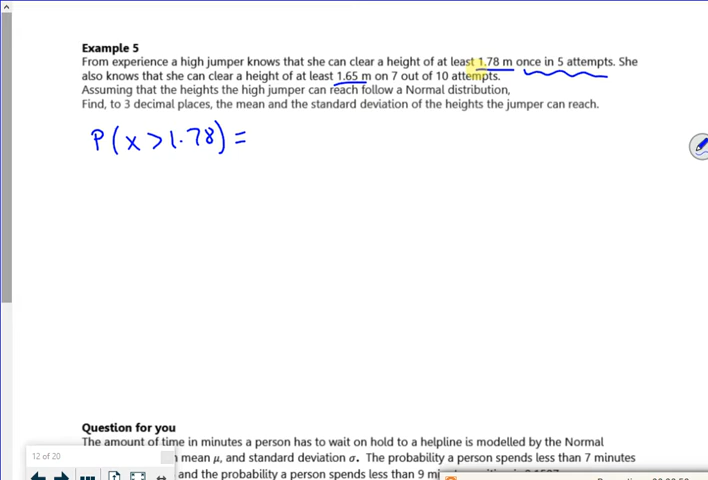 Example 5
From experience a high jumper knows that she can clear a height of at least 1.78 m once in 5 attempts. She
also knows that she can clear a height of at least 1.65 m on 7 out of 10 attempts.
Assuming that the heights the high jumper can reach follow a Normal distribution,
Find, to 3 decimal places, the mean and the standard deviation of the heights the jumper can reach.
P(x>1.78)=
Question for you
The amount of time in minutes a person has to wait on hold to a helpline is modelled by the Normal
mean μ, and standard deviation σ. The probability a person spends less than 7 minutes
12 of 20
and the probability a person spends less than 9